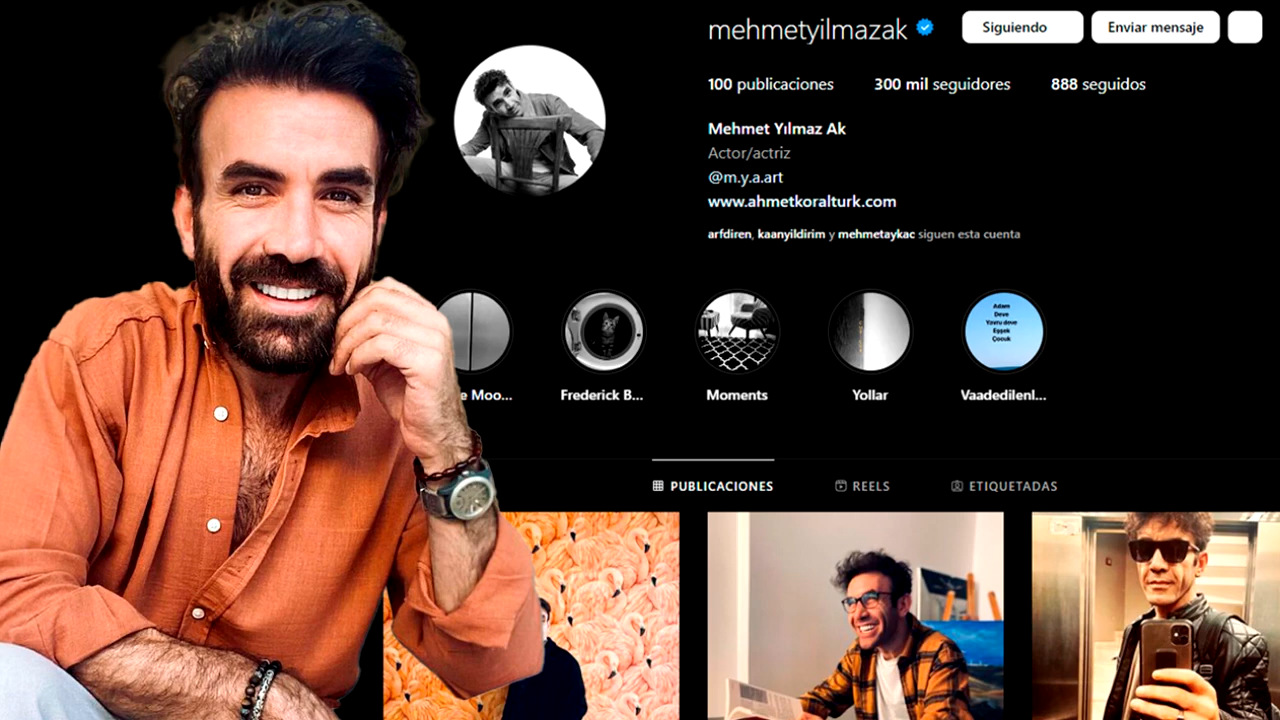 mehmetyilmazak
Siguiendo
Enviar mensaje
100 publicaciones
300 mil seguidores
888 seguidos
Mehmet Yılmaz Ak
Actor/actriz
@m.y.a.art
www.ahmetkoralturk.com
arfdiren, kaanyildirim y mehmetaykac siguen esta cuenta
Adam
Deve
Yavru deve
Eşşek
Çocuk
e Moo...
Frederick B...
Moments
Yollar
Vaadedilenl...
PUBLICACIONES
REELS
ETIQUETADAS